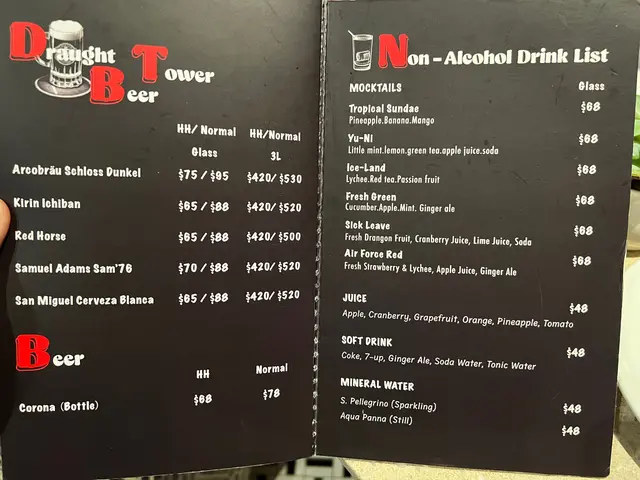 Draught Tower
Beer
HH/ Normal HH/Normal
Glass 3L
Arcobräu Schloss Dunkel $75 / $95 $420/ $530
Kirin Ichiban $65 / $88 $420/ $520
Red Horse $65 / $88 $420/ $500
Samuel Adams Sam'76 $70 / $88 $420/ $520
San Miguel Cerveza Blanca $65 / $88 $420/ $520
Beer
HH Normal
Corona (Bottle) $68 $78
Non-Alcohol Drink List
MOCKTAILS Glass
Tropical Sundae $68
Pineapple.Banana.Mango
Yu-Ni $68
Little mint.lemon.green tea.apple juice.soda
Ice-Land $68
Lychee.Red tea.Passion fruit
Fresh Green $68
Cucumber.Apple.Mint. Ginger ale
Sick Leave $68
Fresh Drangon Fruit, Cranberry Juice, Lime Juice, Soda
Air Force Red $68
Fresh Strawberry & Lychee, Apple Juice, Ginger Ale
JUICE $48
Apple, Cranberry, Grapefruit, Orange, Pineapple, Tomato
SOFT DRINK $48
Coke, 7-up, Ginger Ale, Soda Water, Tonic Water
MINERAL WATER
S. Pellegrino (Sparkling) $48
Aqua Panna (Still) $48